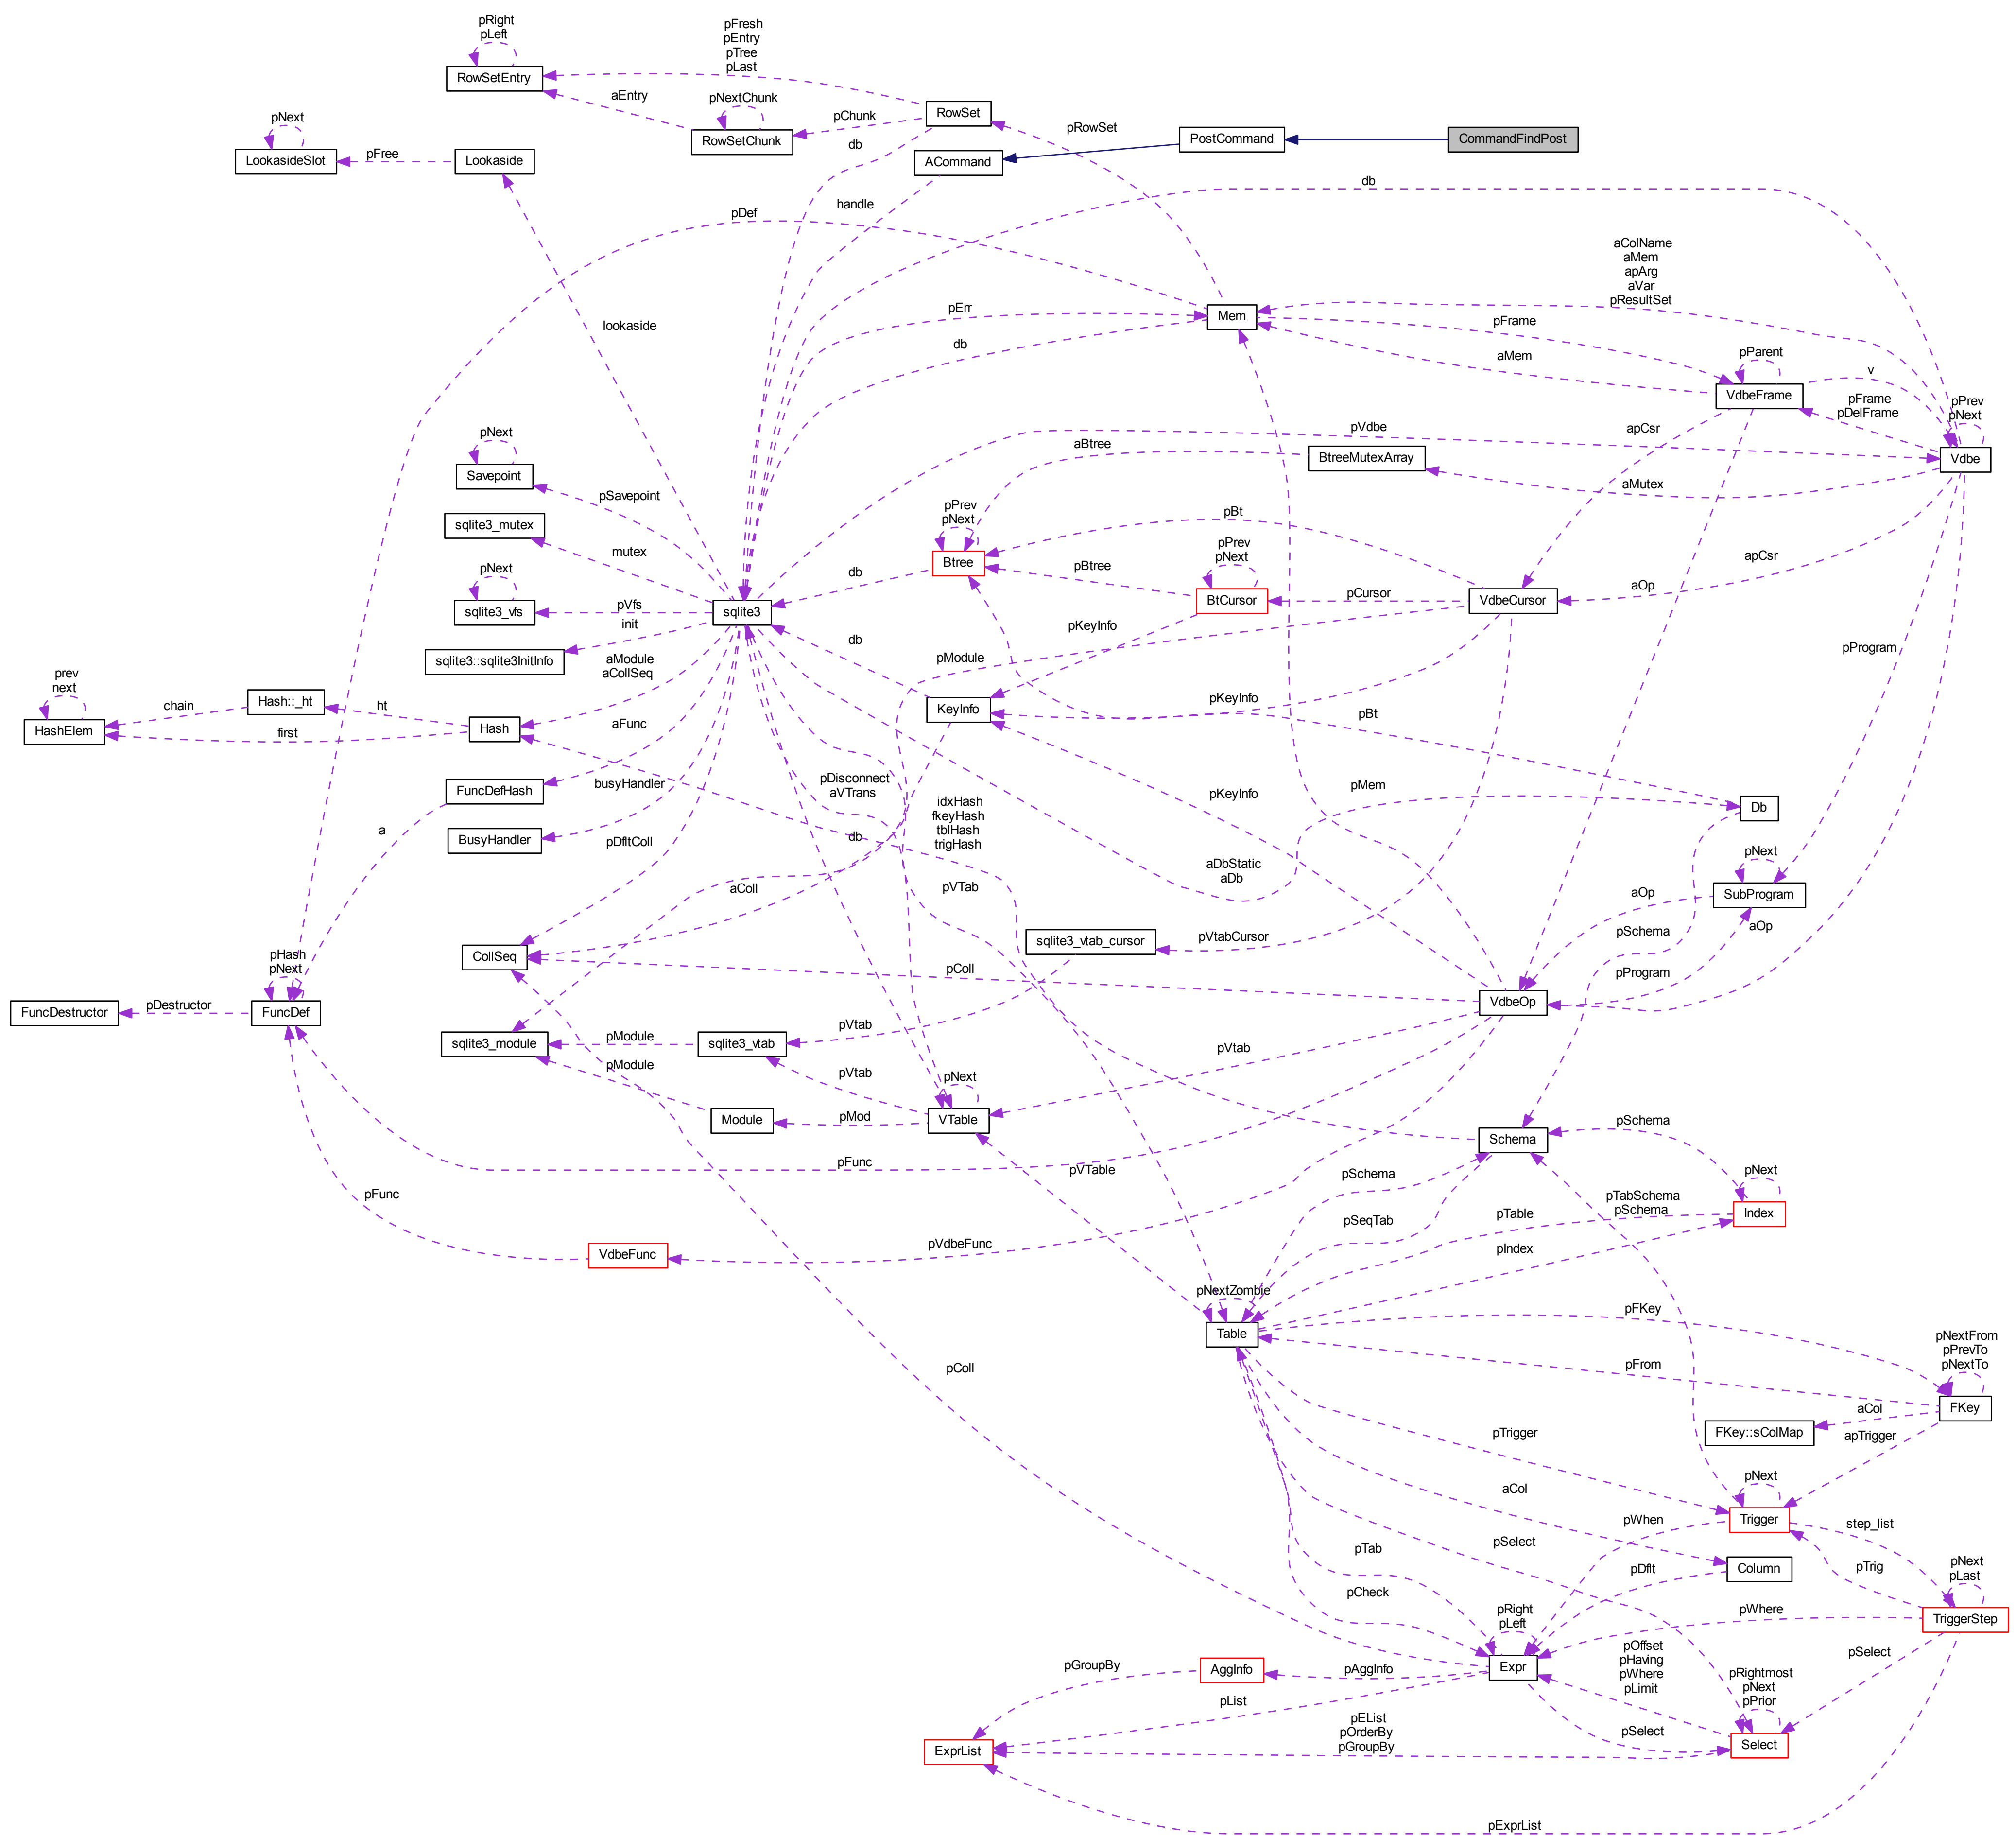 pRight
pLeft
pFresh
pEntry
pTree
pLast
RowSetEntry
aEntry
pNextChunk
pChunk
RowSet
RowSetChunk
pRowSet
PostCommand
CommandFindPost
pNext
LookasideSlot
pFree
Lookaside
db
ACommand
handle
db
pDef
lookaside
aColName
aMem
apArg
aVar
pResultSet
pErr
Mem
pFrame
db
aMem
pParent
VdbeFrame
v
pFrame
pDelFrame
pPrev
pNext
Vdbe
pNext
Savepoint
pSavepoint
pVdbe
aBtree
BtreeMutexArray
apCsr
aMutex
sqlite3_mutex
mutex
pPrev
pNext
Btree
pBt
pPrev
pNext
pBtree
BtCursor
pCursor
VdbeCursor
apCsr
aOp
pNext
sqlite3_vfs
pVfs
sqlite3
db
init
sqlite3::sqlite3InitInfo
aModule
aCollSeq
db
pModule
pKeyInfo
pProgram
prev
next
HashElem
chain
Hash::_ht
ht
first
Hash
KeyInfo
pKeyInfo
pBt
aFunc
FuncDefHash
busyHandler
pDisconnect
aVTrans
pKeyInfo
pMem
Db
a
BusyHandler
pDfltColl
db
idxHash
fkeyHash
tblHash
trigHash
aColl
pVTab
aDbStatic
aDb
pNext
SubProgram
aOp
aOp
pSchema
pHash
pNext
CollSeq
sqlite3_vtab_cursor
pVtabCursor
pColl
pProgram
VdbeOp
FuncDestructor
pDestructor
FuncDef
sqlite3_module
pModule
sqlite3_vtab
pVtab
pVtab
pModule
pVtab
pNext
Module
pMod
VTable
Schema
pSchema
pNext
Index
pFunc
pVTable
pSchema
pTabSchema
pSchema
pFunc
pSeqTab
pTable
VdbeFunc
pVdbeFunc
pIndex
pNextZombie
Table
pFKey
pNextFrom
pPrevTo
pNextTo
FKey
pColl
pFrom
aCol
FKey::sColMap
apTrigger
pTrigger
aCol
pNext
Trigger
pWhen
step_list
pSelect
pTab
pDflt
Column
pTrig
pNext
pLast
TriggerStep
pCheck
pRight
pLeft
pWhere
Expr
pGroupBy
AggInfo
pAggInfo
pOffset
pHaving
pWhere
pLimit
pRightmost
pNext
pPrior
pSelect
pList
pEList
pOrderBy
pGroupBy
pSelect
Select
ExprList
pExprList